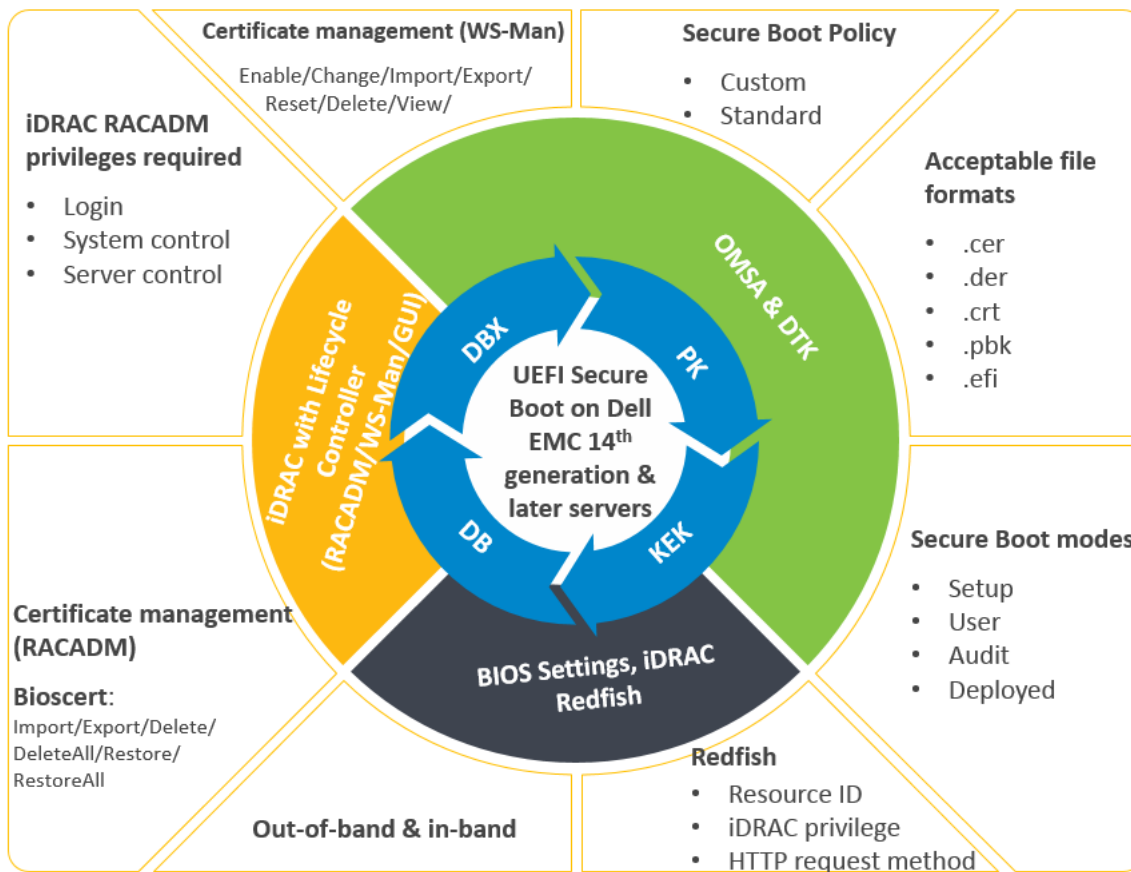 Certificate management (WS-Man)
Enable/Change/Import/Export/
Reset/Delete/View/
Secure Boot Policy
• Custom
• Standard
iDRAC RACADM
privileges required
• Login
• System control
• Server control
Acceptable file
formats
• .cer
• .der
• .crt
• .pbk
• .efi
OMSA & DTK
iDRAC with Lifecycle
Controller
(RACADM/WS-Man/GUI)
DBX
PK
UEFI Secure
Boot on Dell
EMC 14th
generation &
later servers
DB
KEK
BIOS Settings, iDRAC
Redfish
Secure Boot modes
• Setup
• User
• Audit
• Deployed
Certificate management
(RACADM)
Bioscert:
Import/Export/Delete/
DeleteAll/Restore/
RestoreAll
Out-of-band & in-band
Redfish
• Resource ID
• iDRAC privilege
• HTTP request method